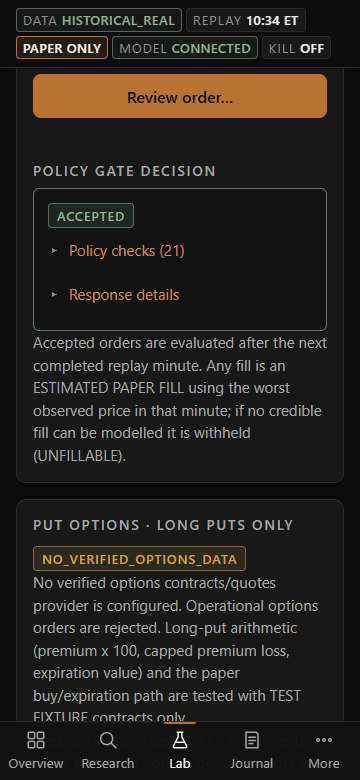 DATA HISTORICAL_REAL REPLAY 10:34 ET
PAPER ONLY MODEL CONNECTED KILL OFF
Review order...
POLICY GATE DECISION
ACCEPTED
Policy checks (21)
Response details
Accepted orders are evaluated after the next
completed replay minute. Any fill is an
ESTIMATED PAPER FILL using the worst
observed price in that minute; if no credible
fill can be modelled it is withheld
(UNFILLABLE).
PUT OPTIONS · LONG PUTS ONLY
NO_VERIFIED_OPTIONS_DATA
No verified options contracts/quotes
provider is configured. Operational options
orders are rejected. Long-put arithmetic
(premium x 100, capped premium loss,
expiration value) and the paper
buy/expiration path are tested with TEST
FIXTURE contracts only
Overview Research Lab Journal More